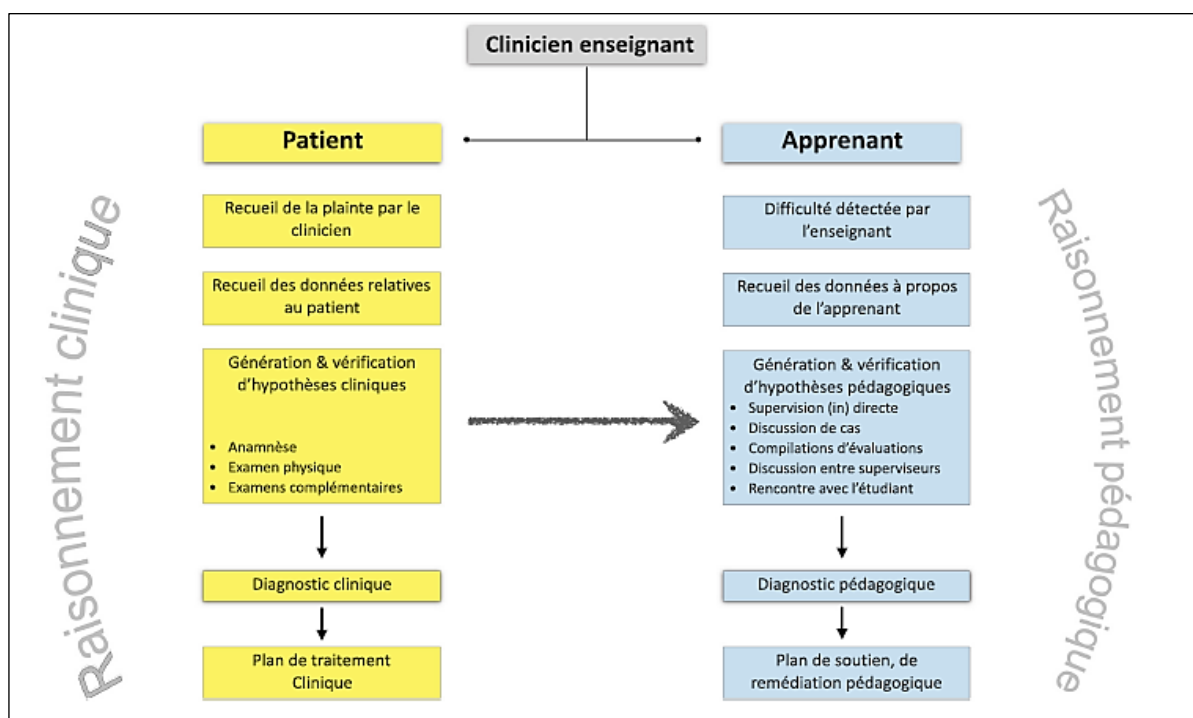 Clinicien enseignant
Patient
Apprenant
Raisonnement clinique
Recueil de la plainte par le
clinicien
Recueil des données relatives
au patient
Génération & vérification
d'hypothèses cliniques
• Anamnèse
• Examen physique
• Examens complémentaires
Diagnostic clinique
Plan de traitement
Clinique
Difficulté détectée par
l'enseignant
Recueil des données à propos
de l'apprenant
Génération & vérification
d'hypothèses pédagogiques
• Supervision (in) directe
• Discussion de cas
• Compilations d'évaluations
• Discussion entre superviseurs
• Rencontre avec l'étudiant
Diagnostic pédagogique
Plan de soutien, de
remédiation pédagogique
Raisonnement pédagogique